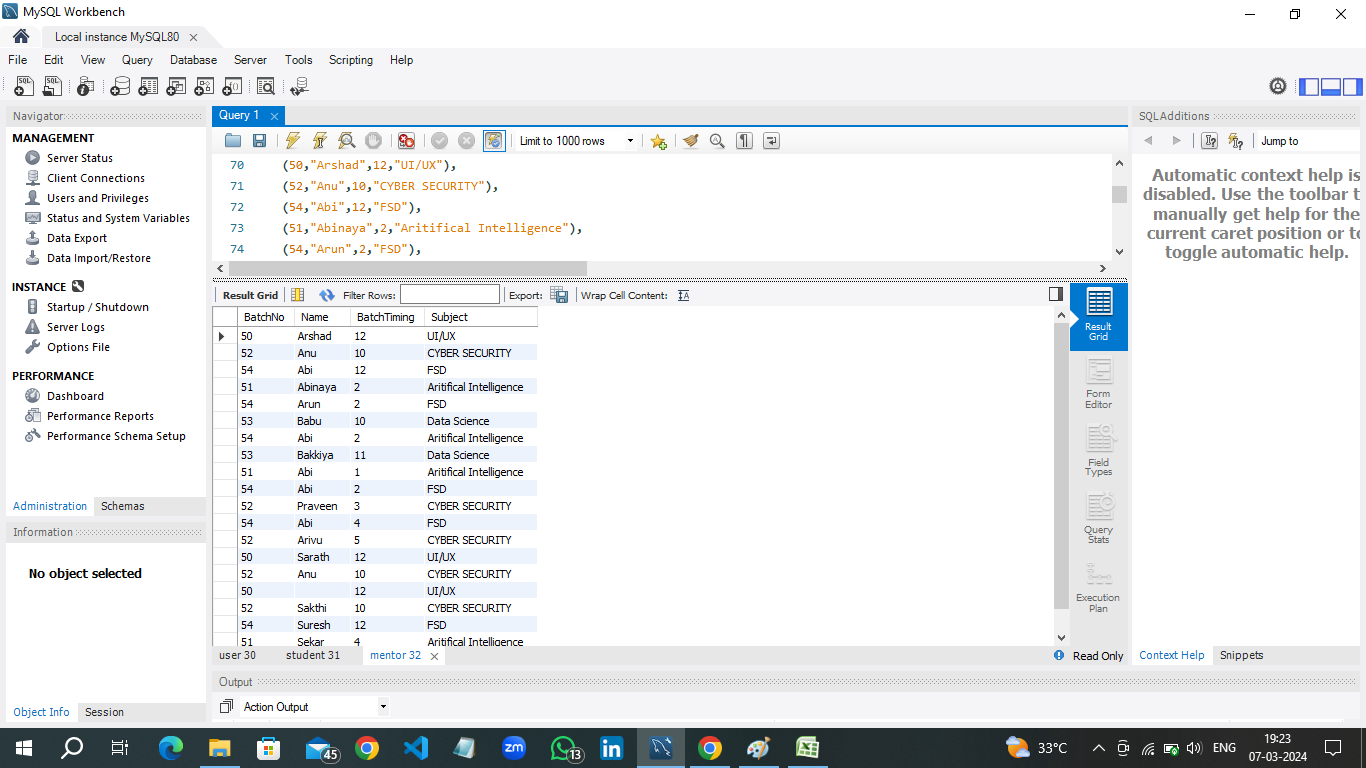 MySQL Workbench
Local instance MySQL80
File Edit View Query Database Server Tools Scripting Help
Navigator
MANAGEMENT
Server Status
Client Connections
Users and Privileges
Status and System Variables
Data Export
Data Import/Restore
INSTANCE
Startup / Shutdown
Server Logs
Options File
PERFORMANCE
Dashboard
Performance Reports
Performance Schema Setup
Administration Schemas
Information
No object selected
Object Info Session
Query 1
Limit to 1000 rows
70 (50,"Arshad",12,"UI/UX"),
71 (52,"Anu",10,"CYBER SECURITY"),
72 (54,"Abi",12,"FSD"),
73 (51,"Abinaya",2,"Aritifical Intelligence"),
74 (54,"Arun",2,"FSD"),
Result Grid Filter Rows: Export: Wrap Cell Content:
BatchNo Name BatchTiming Subject
50 Arshad 12 UI/UX
52 Anu 10 CYBER SECURITY
54 Abi 12 FSD
51 Abinaya 2 Aritifical Intelligence
54 Arun 2 FSD
53 Babu 10 Data Science
54 Abi 2 Aritifical Intelligence
53 Bakkiya 11 Data Science
51 Abi 1 Aritifical Intelligence
54 Abi 2 FSD
52 Praveen 3 CYBER SECURITY
54 Abi 4 FSD
52 Arivu 5 CYBER SECURITY
50 Sarath 12 UI/UX
52 Anu 10 CYBER SECURITY
50 12 UI/UX
52 Sakthi 10 CYBER SECURITY
54 Suresh 12 FSD
51 Sekar 4 Aritifical Intelligence
Result
Grid
Form
Editor
Field
Types
Query
Stats
Execution
Plan
user 30 student 31 mentor 32
Read Only
Output
Action Output
SQLAdditions
Jump to
Automatic context help is
disabled. Use the toolbar t
manually get help for the
current caret position or to
toggle automatic help.
Context Help Snippets
45
zm
13
33°C
ENG
19:23
07-03-2024